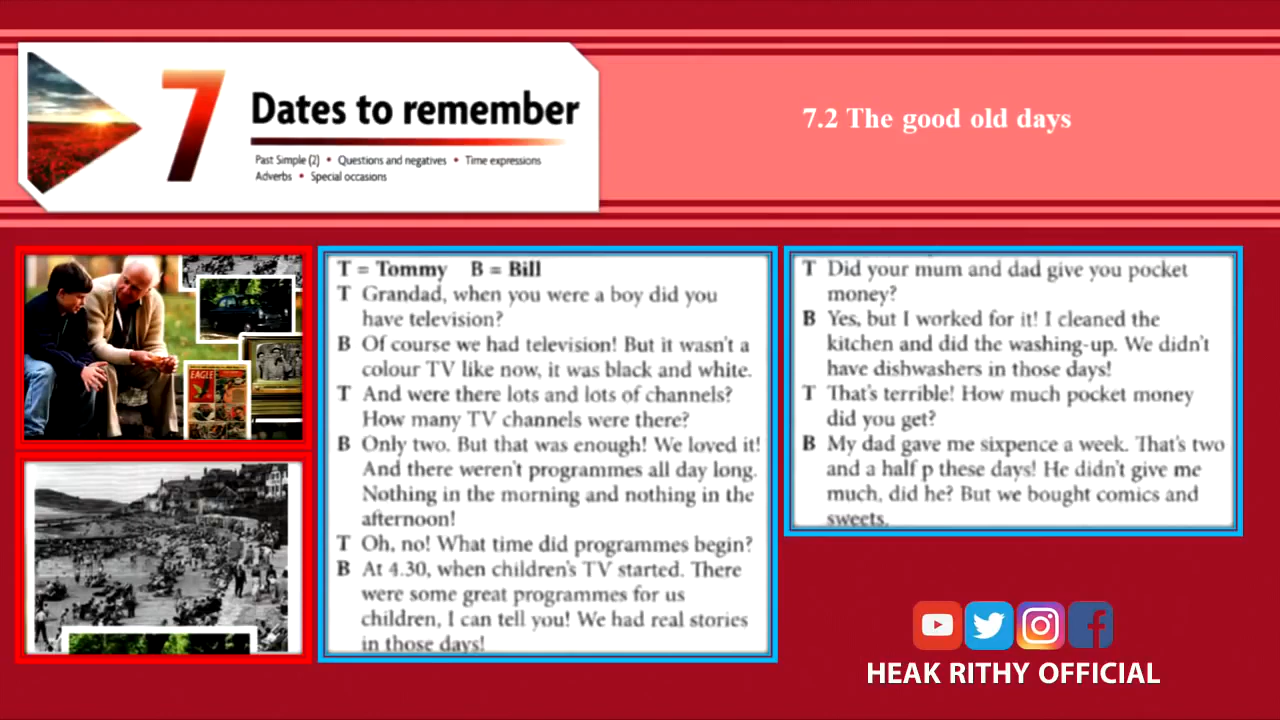 7
Dates to remember
Past Simple (2) • Questions and negatives • Time expressions
Adverbs • Special occasions
7.2 The good old days
EAGLE
T = Tommy B = Bill
T Grandad, when you were a boy did you
have television?
B Of course we had television! But it wasn't a
colour TV like now, it was black and white.
T And were there lots and lots of channels?
How many TV channels were there?
B Only two. But that was enough! We loved it!
And there weren't programmes all day long.
Nothing in the morning and nothing in the
afternoon!
T Oh, no! What time did programmes begin?
B At 4.30, when children's TV started. There
were some great programmes for us
children, I can tell you! We had real stories
in those days!
T Did your mum and dad give you pocket
money?
B Yes, but I worked for it! I cleaned the
kitchen and did the washing-up. We didn't
have dishwashers in those days!
T That's terrible! How much pocket money
did you get?
B My dad gave me sixpence a week. That's two
and a half p these days! He didn't give me
much, did he? But we bought comics and
sweets.
HEAK RITHY OFFICIAL